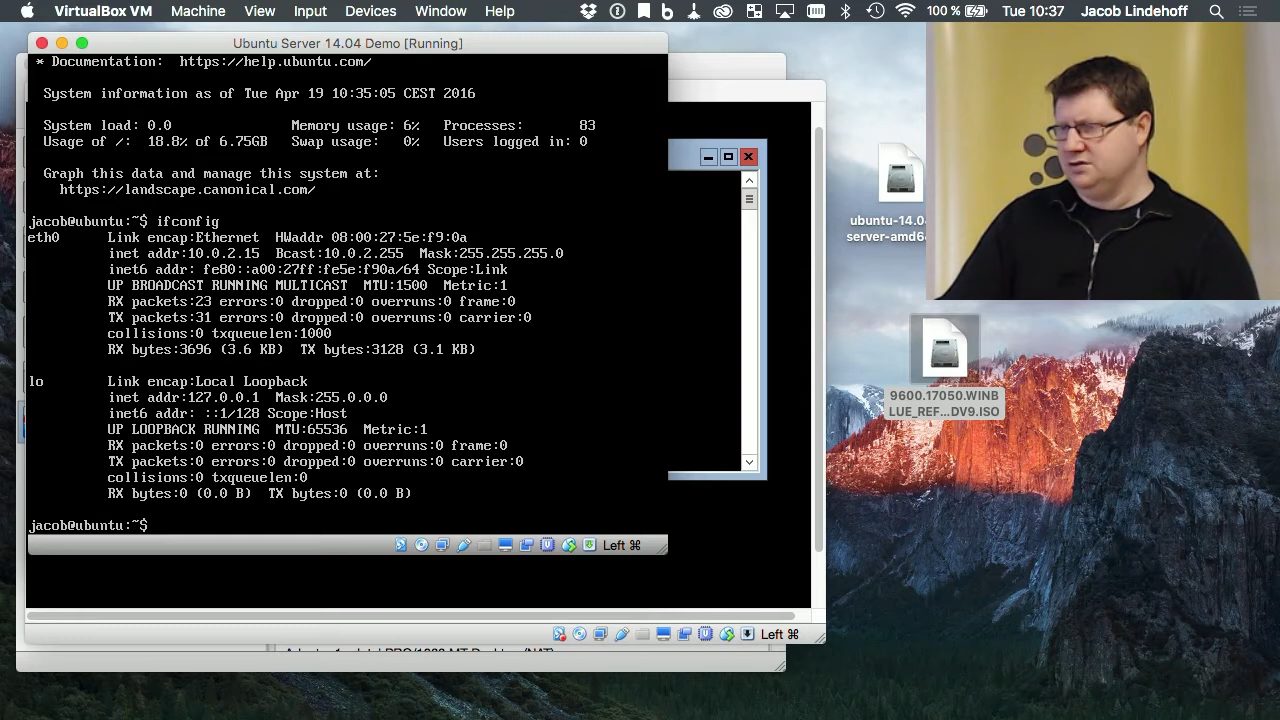 VirtualBox VM Machine View Input Devices Window Help 100 % Tue 10:37 Jacob Lindehoff
Ubuntu Server 14.04 Demo [Running]
* Documentation: https://help.ubuntu.com/
System information as of Tue Apr 19 10:35:05 CEST 2016
System load: 0.0 Memory usage: 6% Processes: 83
Usage of /: 18.8% of 6.75GB Swap usage: 0% Users logged in: 0
Graph this data and manage this system at:
https://landscape.canonical.com/
jacob@ubuntu:~$ ifconfig
eth0 Link encap:Ethernet HWaddr 08:00:27:5e:f9:0a
inet addr:10.0.2.15 Bcast:10.0.2.255 Mask:255.255.255.0
inet6 addr: fe80::a00:27ff:fe5e:f90a/64 Scope:Link
UP BROADCAST RUNNING MULTICAST MTU:1500 Metric:1
RX packets:23 errors:0 dropped:0 overruns:0 frame:0
TX packets:31 errors:0 dropped:0 overruns:0 carrier:0
collisions:0 txqueuelen:1000
RX bytes:3696 (3.6 KB) TX bytes:3128 (3.1 KB)
lo Link encap:Local Loopback
inet addr:127.0.0.1 Mask:255.0.0.0
inet6 addr: ::1/128 Scope:Host
UP LOOPBACK RUNNING MTU:65536 Metric:1
RX packets:0 errors:0 dropped:0 overruns:0 frame:0
TX packets:0 errors:0 dropped:0 overruns:0 carrier:0
collisions:0 txqueuelen:0
RX bytes:0 (0.0 B) TX bytes:0 (0.0 B)
jacob@ubuntu:~$
Left ⌘
Left ⌘
ubuntu-14.0
server-amd6
9600.17050.WINB
LUE_REF...DV9.ISO